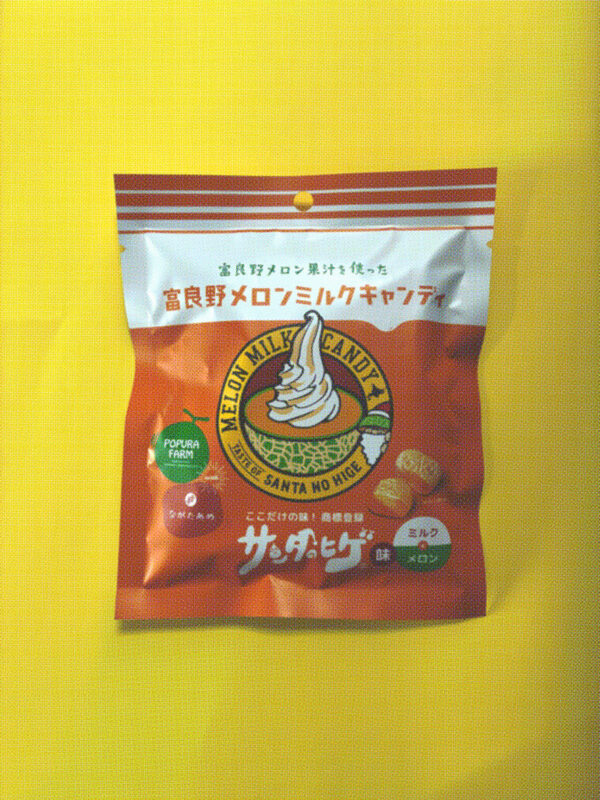 富良野メロン果汁を使った
富良野メロンミルクキャンディ
MELON MILK CANDY
TASTE OF SANTA NO HIGE
POPURA
FARM
ながたあめ
ここだけの味！商標登録
サンタのヒゲ
味
ミルク
メロン